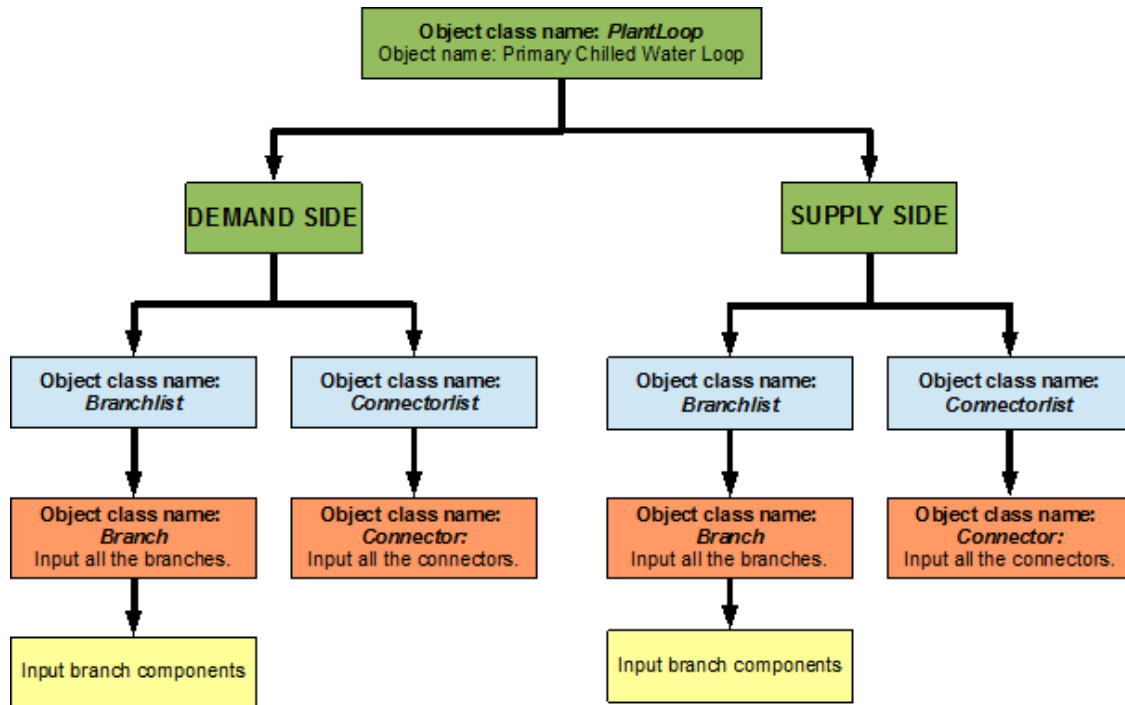 Object class name: PlantLoop
Object name: Primary Chilled Water Loop
DEMAND SIDE
SUPPLY SIDE
Object class name:
Branchlist
Object class name:
Connectorlist
Object class name:
Branchlist
Object class name:
Connectorlist
Object class name:
Branch
Input all the branches.
Object class name:
Connector:
Input all the connectors.
Object class name:
Branch
Input all the branches.
Object class name:
Connector:
Input all the connectors.
Input branch components
Input branch components